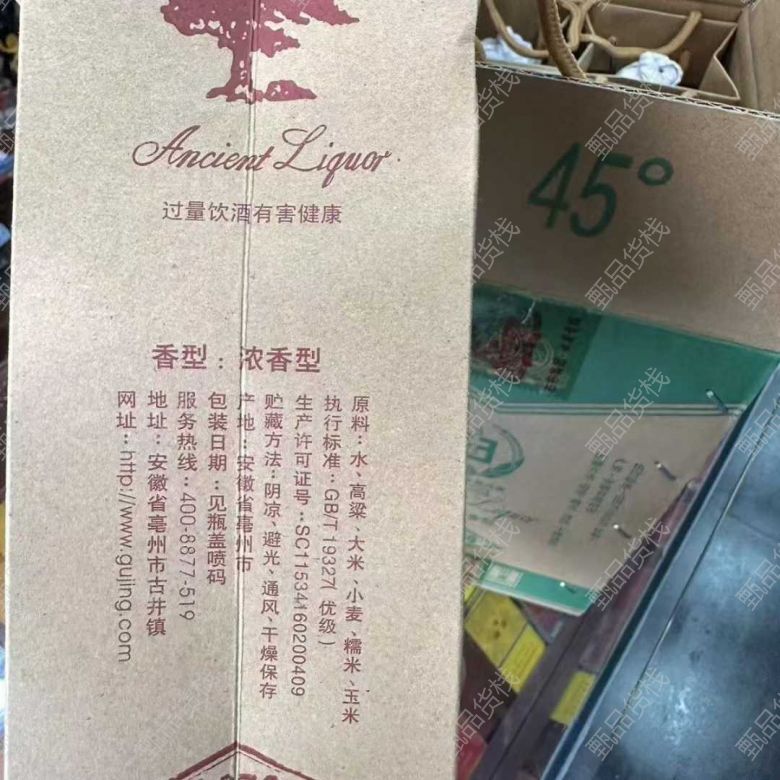 Ancient Liquor
过量饮酒有害健康
香型：浓香型
原料：水、高粱、大米、小麦、糯米、玉米
执行标准：GB/T 19327(优级)
生产许可证号：SC11534160200409
贮藏方法：阴凉、避光、通风、干燥保存
产地：安徽省亳州市
包装日期：见瓶盖喷码
服务热线：400-8877-519
地址：安徽省亳州市古井镇
网址：http://www.gujing.com
45°
甄品货栈